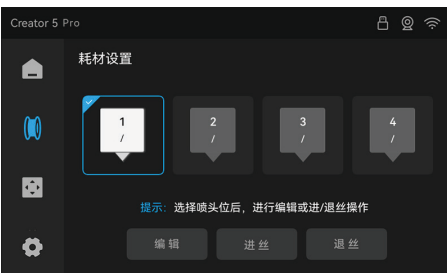 Creator 5 Pro
耗材设置
1 2 3 4
/ / / /
提示: 选择喷头位后，进行编辑或进/退丝操作
编辑 进丝 退丝